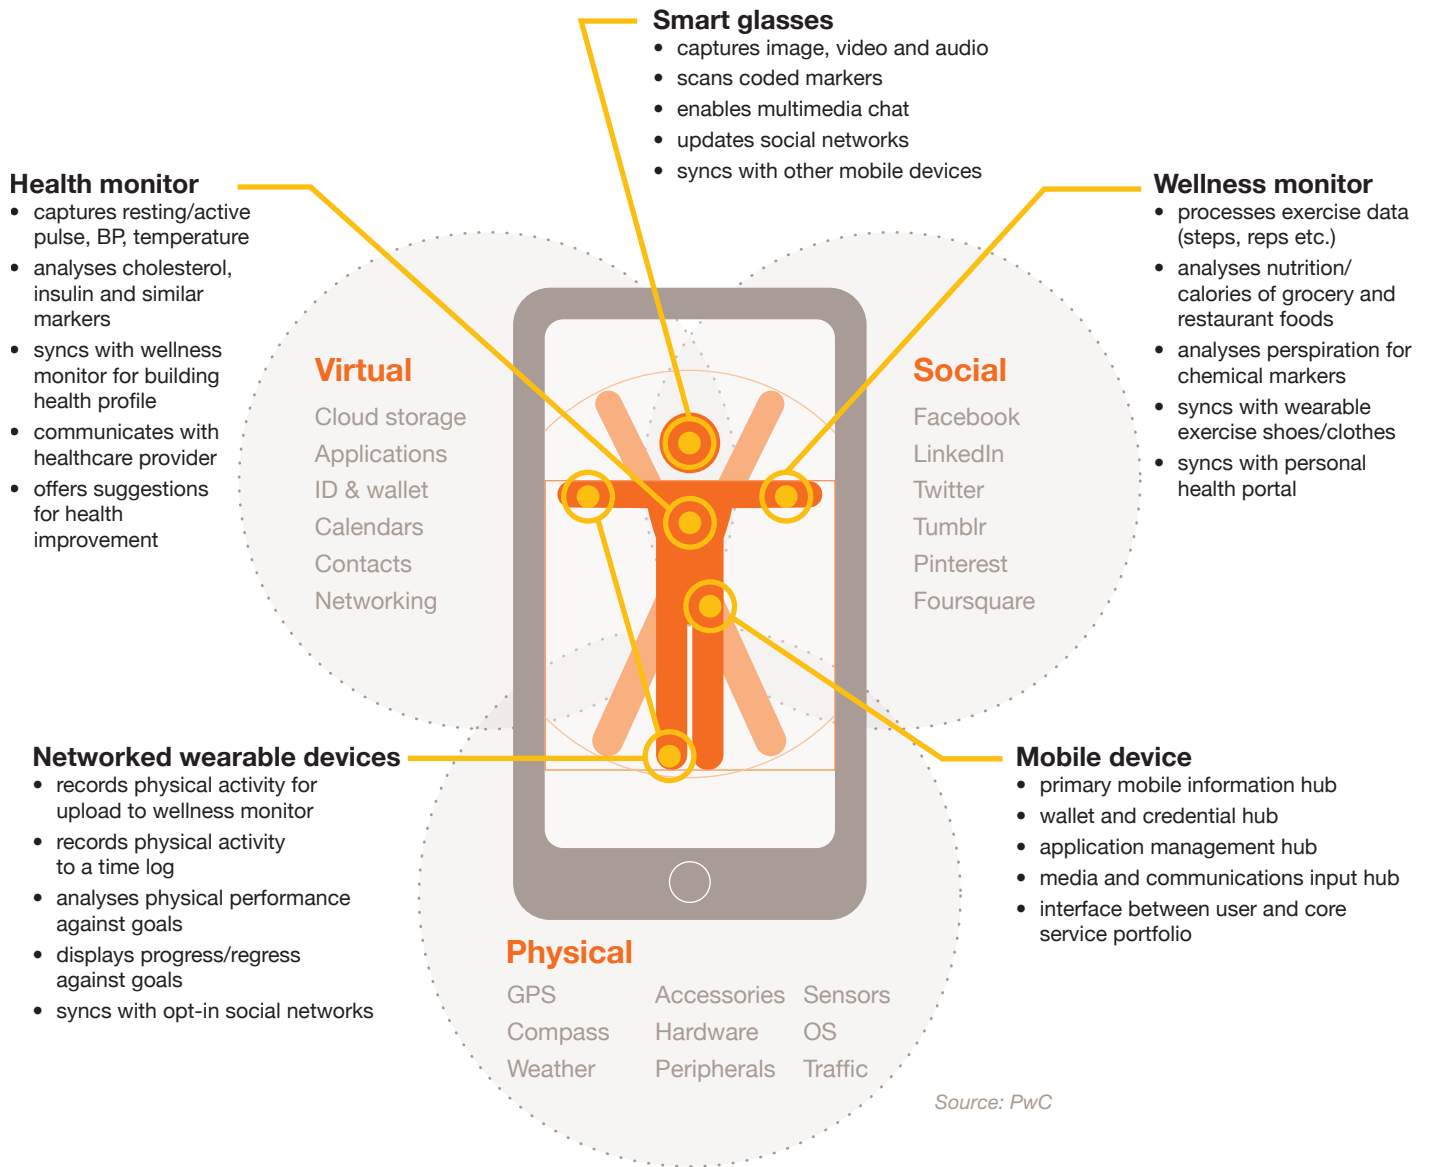 Smart glasses
• captures image, video and audio
• scans coded markers
• enables multimedia chat
• updates social networks
• syncs with other mobile devices
Health monitor
• captures resting/active
pulse, BP, temperature
• analyses cholesterol,
insulin and similar
markers
• syncs with wellness
monitor for building
health profile
• communicates with
healthcare provider
• offers suggestions
for health
improvement
Wellness monitor
• processes exercise data
(steps, reps etc.)
• analyses nutrition/
calories of grocery and
restaurant foods
• analyses perspiration for
chemical markers
• syncs with wearable
exercise shoes/clothes
• syncs with personal
health portal
Virtual
Cloud storage
Applications
ID & wallet
Calendars
Contacts
Networking
Social
Facebook
LinkedIn
Twitter
Tumblr
Pinterest
Foursquare
Networked wearable devices
• records physical activity for
upload to wellness monitor
• records physical activity
to a time log
• analyses physical performance
against goals
• displays progress/regress
against goals
• syncs with opt-in social networks
Mobile device
• primary mobile information hub
• wallet and credential hub
• application management hub
• media and communications input hub
• interface between user and core
service portfolio
Physical
GPS Accessories Sensors
Compass Hardware OS
Weather Peripherals Traffic
Source: PwC